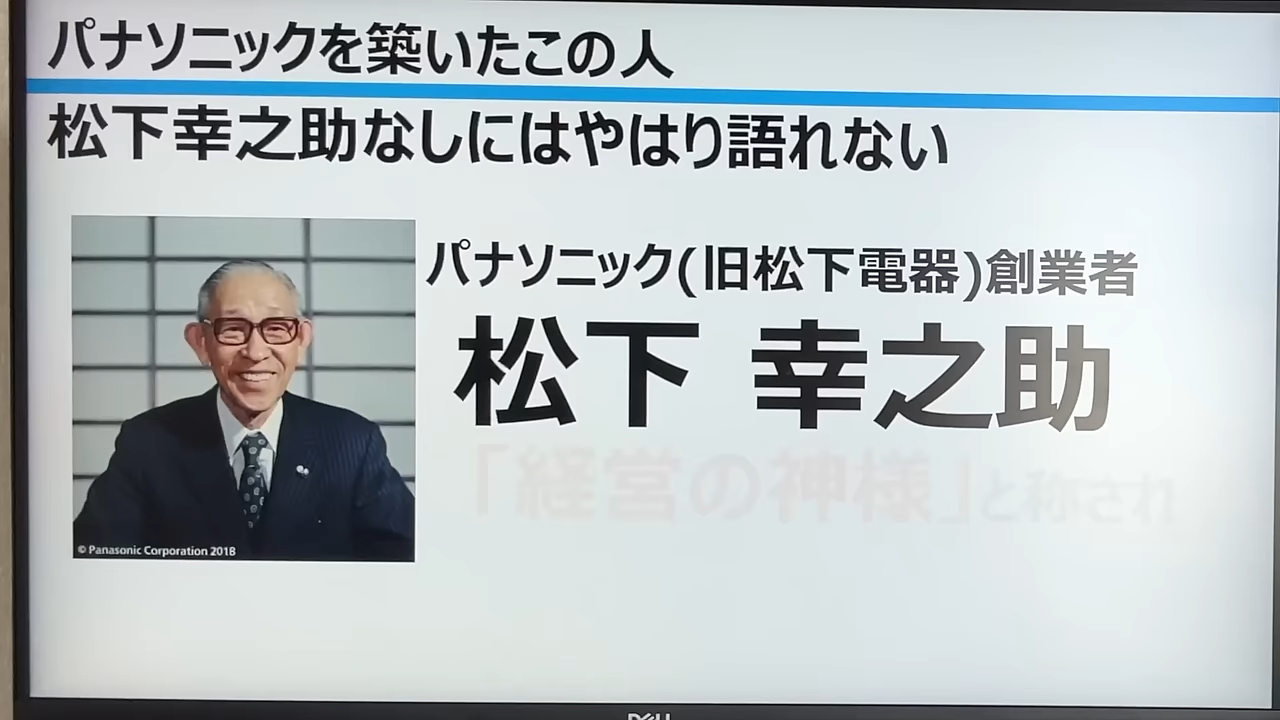 パナソニックを築いたこの人
松下幸之助なしにはやはり語れない
パナソニック(旧松下電器)創業者
松下 幸之助
「経営の神様」と称され
© Panasonic Corporation 2018
DELL